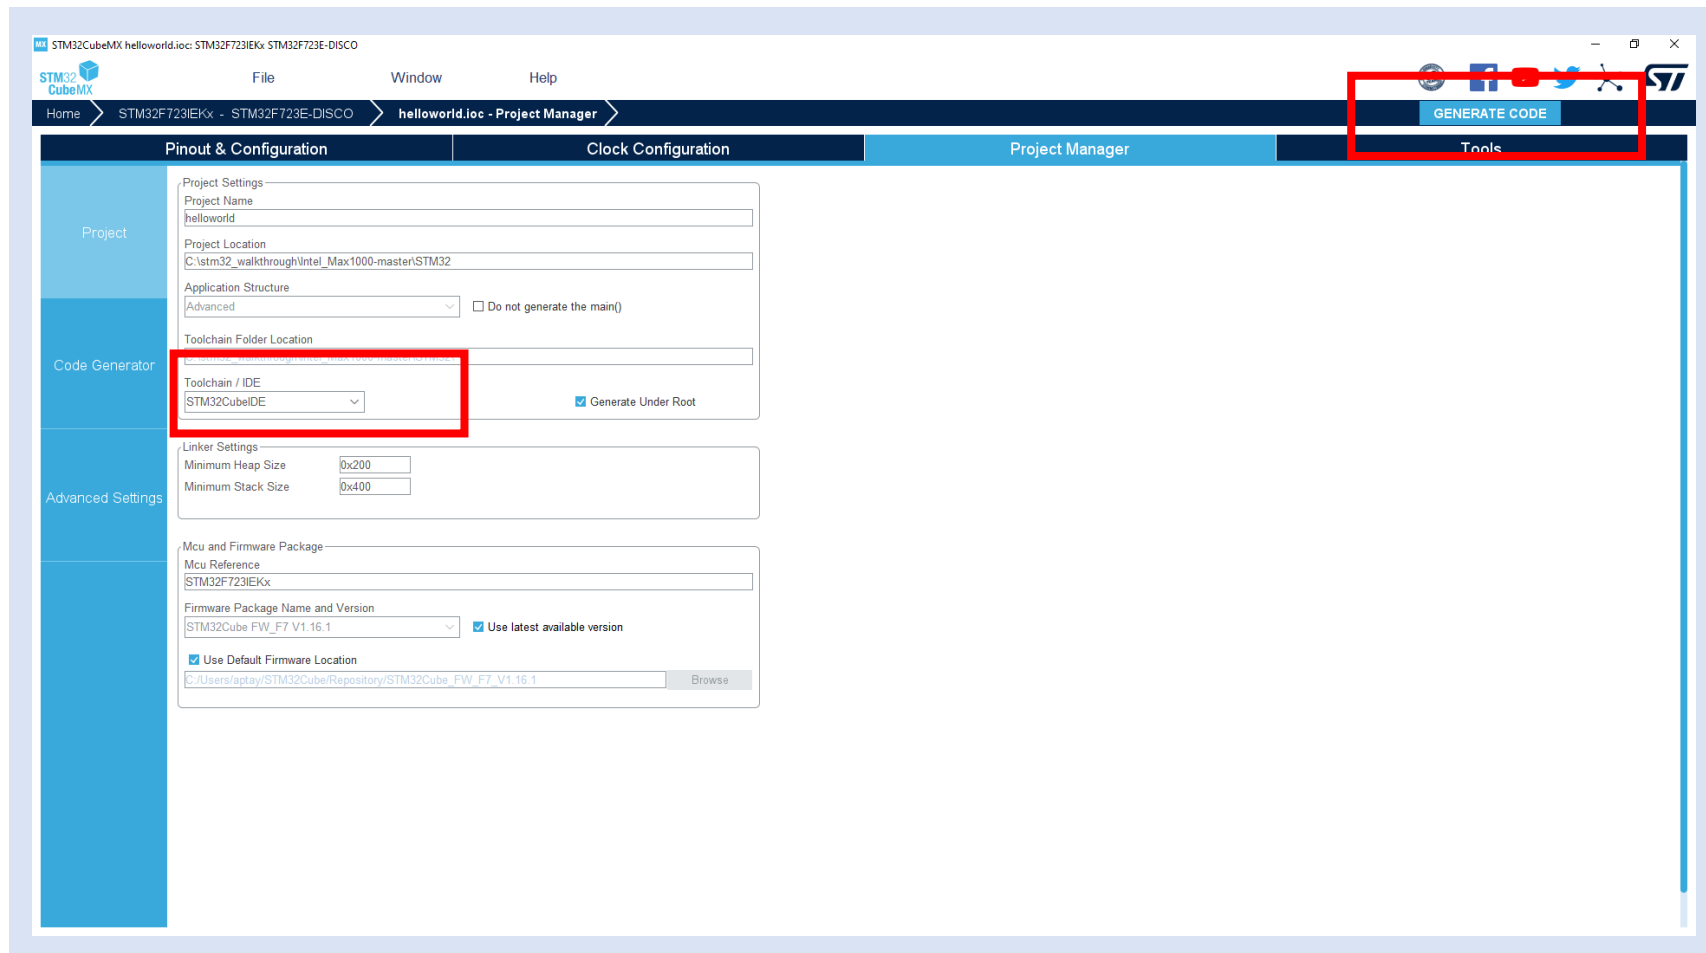 MX STM32CubeMX helloworld.ioc: STM32F723IEKx STM32F723E-DISCO
STM32
CubeMX
File Window Help
Home STM32F723IEKx - STM32F723E-DISCO helloworld.ioc - Project Manager GENERATE CODE
Pinout & Configuration Clock Configuration Project Manager Tools
Project
Code Generator
Advanced Settings
Project Settings
Project Name
helloworld
Project Location
C:\stm32_walkthrough\Intel_Max1000-master\STM32
Application Structure
Advanced Do not generate the main()
Toolchain Folder Location
Toolchain / IDE
STM32CubeIDE Generate Under Root
Linker Settings
Minimum Heap Size 0x200
Minimum Stack Size 0x400
Mcu and Firmware Package
Mcu Reference
STM32F723IEKx
Firmware Package Name and Version
STM32Cube FW_F7 V1.16.1 Use latest available version
Use Default Firmware Location
C:/Users/aptay/STM32Cube/Repository/STM32Cube_FW_F7_V1.16.1 Browse